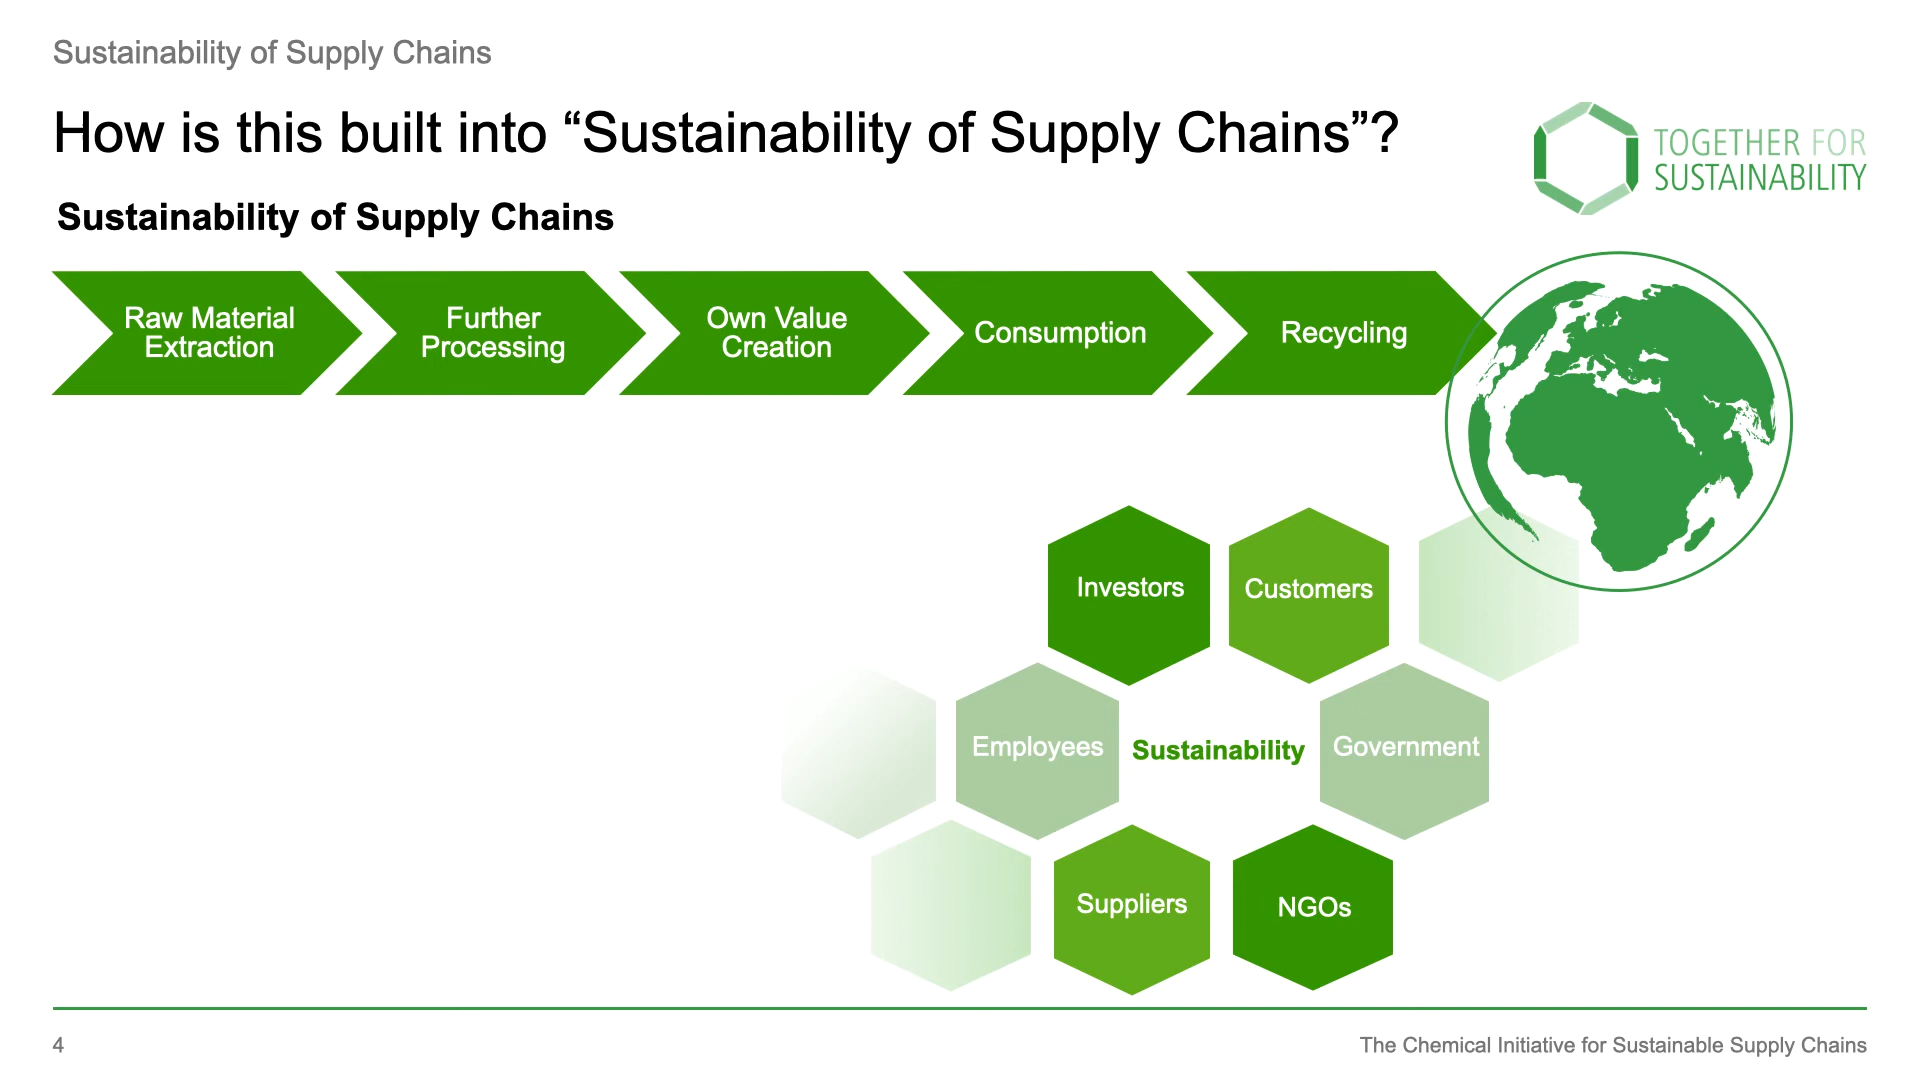 Sustainability of Supply Chains
How is this built into “Sustainability of Supply Chains”?
TOGETHER FOR
SUSTAINABILITY
Sustainability of Supply Chains
Raw Material
Extraction
Further
Processing
Own Value
Creation
Consumption
Recycling
Investors
Customers
Employees
Sustainability
Government
Suppliers
NGOs
4
The Chemical Initiative for Sustainable Supply Chains